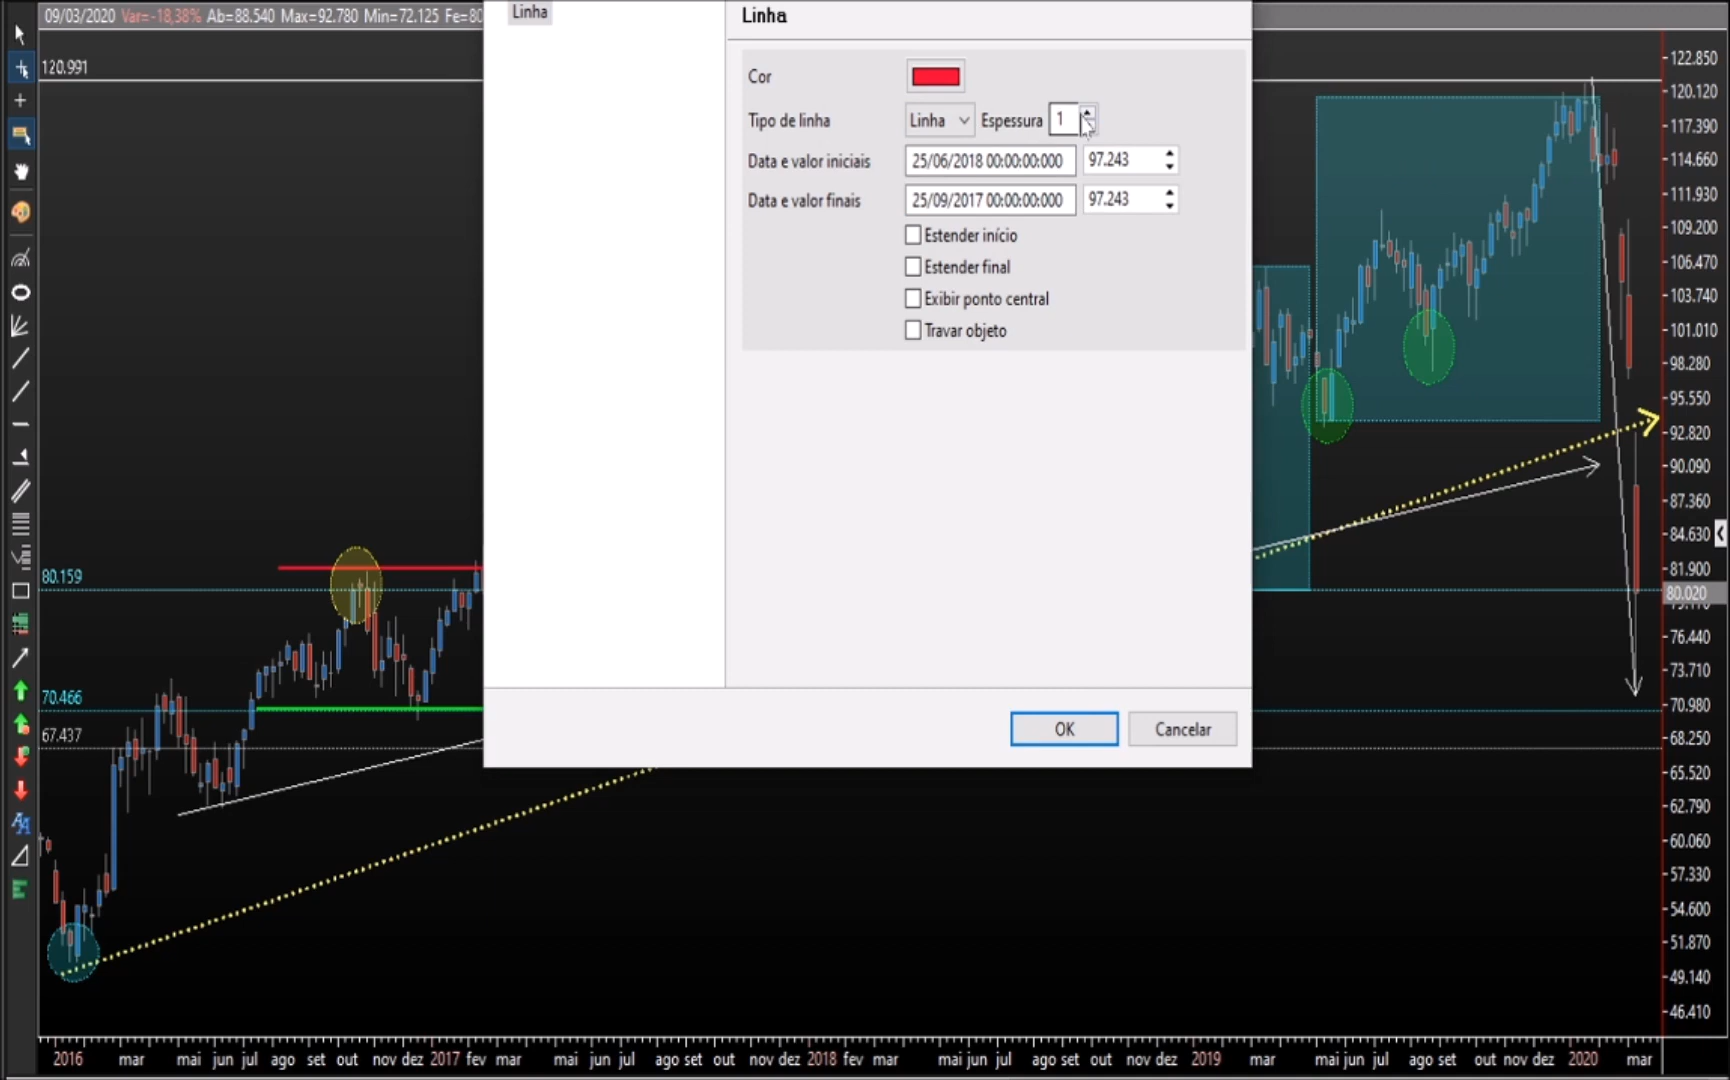 09/03/2020 Var=-18,38% Ab=88.540 Max=92.780 Min=72.125 Fe=80
Linha
Linha
120.991
Cor
Tipo de linha Linha Espessura 1
Data e valor iniciais 25/06/2018 00:00:00:000 97.243
Data e valor finais 25/09/2017 00:00:00:000 97.243
Estender início
Estender final
Exibir ponto central
Travar objeto
OK Cancelar
80.159
70.466
67.437
122.850
120.120
117.390
114.660
111.930
109.200
106.470
103.740
101.010
98.280
95.550
92.820
90.090
87.360
84.630
81.900
80.020
76.440
73.710
70.980
68.250
65.520
62.790
60.060
57.330
54.600
51.870
49.140
46.410
2016 mar mai jun jul ago set out nov dez 2017 fev mar mai jun jul ago set out nov dez 2018 fev mar mai jun jul ago set out nov dez 2019 mar mai jun jul ago set out nov dez 2020 mar